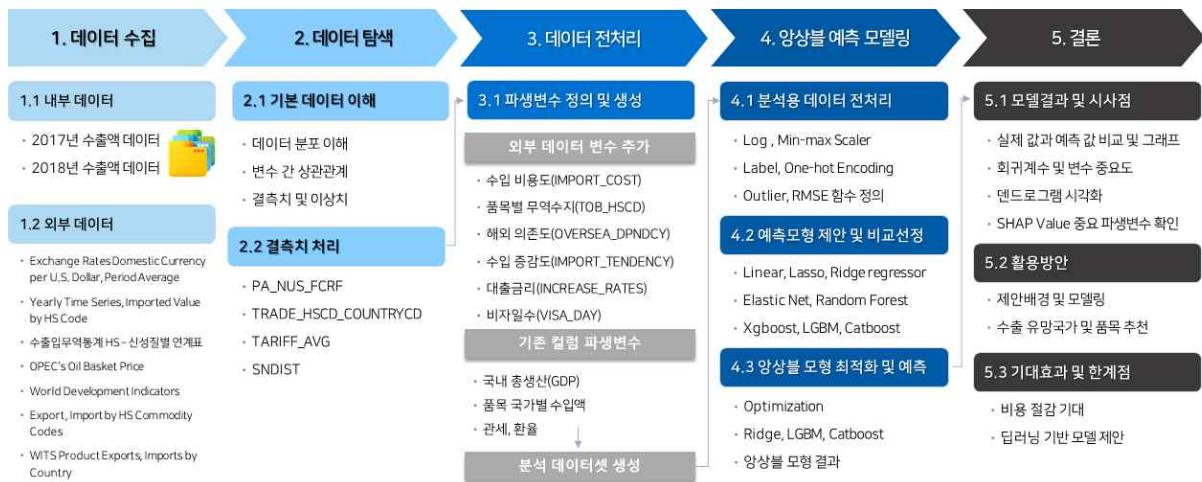 1. 데이터 수집
2. 데이터 탐색
3. 데이터 전처리
4. 앙상블 예측 모델링
5. 결론
1.1 내부 데이터
· 2017년 수출액 데이터
· 2018년 수출액 데이터
1.2 외부 데이터
· Exchange Rates Domestic Currency
per U.S. Dollar, Period Average
· Yearly Time Series, Imported Value
by HS Code
· 수출입무역통계 HS – 신성질별 연계표
· OPEC's Oil Basket Price
· World Development Indicators
· Export, Import by HS Commodity
Codes
· WITS Product Exports, Imports by
Country
2.1 기본 데이터 이해
· 데이터 분포 이해
· 변수 간 상관관계
· 결측치 및 이상치
2.2 결측치 처리
· PA_NUS_FCRF
· TRADE_HSCD_COUNTRYCD
· TARIFF_AVG
· SNDIST
3.1 파생변수 정의 및 생성
외부 데이터 변수 추가
· 수입 비용도(IMPORT_COST)
· 품목별 무역수지(TOB_HSCD)
· 해외 의존도(OVERSEA_DPNDCY)
· 수입 증감도(IMPORT_TENDENCY)
· 대출금리(INCREASE_RATES)
· 비자일수(VISA_DAY)
기존 컬럼 파생변수
· 국내 총생산(GDP)
· 품목 국가별 수입액
· 관세, 환율
분석 데이터셋 생성
4.1 분석용 데이터 전처리
· Log , Min-max Scaler
· Label, One-hot Encoding
· Outlier, RMSE 함수 정의
4.2 예측모형 제안 및 비교선정
· Linear, Lasso, Ridge regressor
· Elastic Net, Random Forest
· Xgboost, LGBM, Catboost
4.3 앙상블 모형 최적화 및 예측
· Optimization
· Ridge, LGBM, Catboost
· 앙상블 모형 결과
5.1 모델결과 및 시사점
· 실제 값과 예측 값 비교 및 그래프
· 회귀계수 및 변수 중요도
· 덴드로그램 시각화
· SHAP Value 중요 파생변수 확인
5.2 활용방안
· 제안배경 및 모델링
· 수출 유망국가 및 품목 추천
5.3 기대효과 및 한계점
· 비용 절감 기대
· 딥러닝 기반 모델 제안